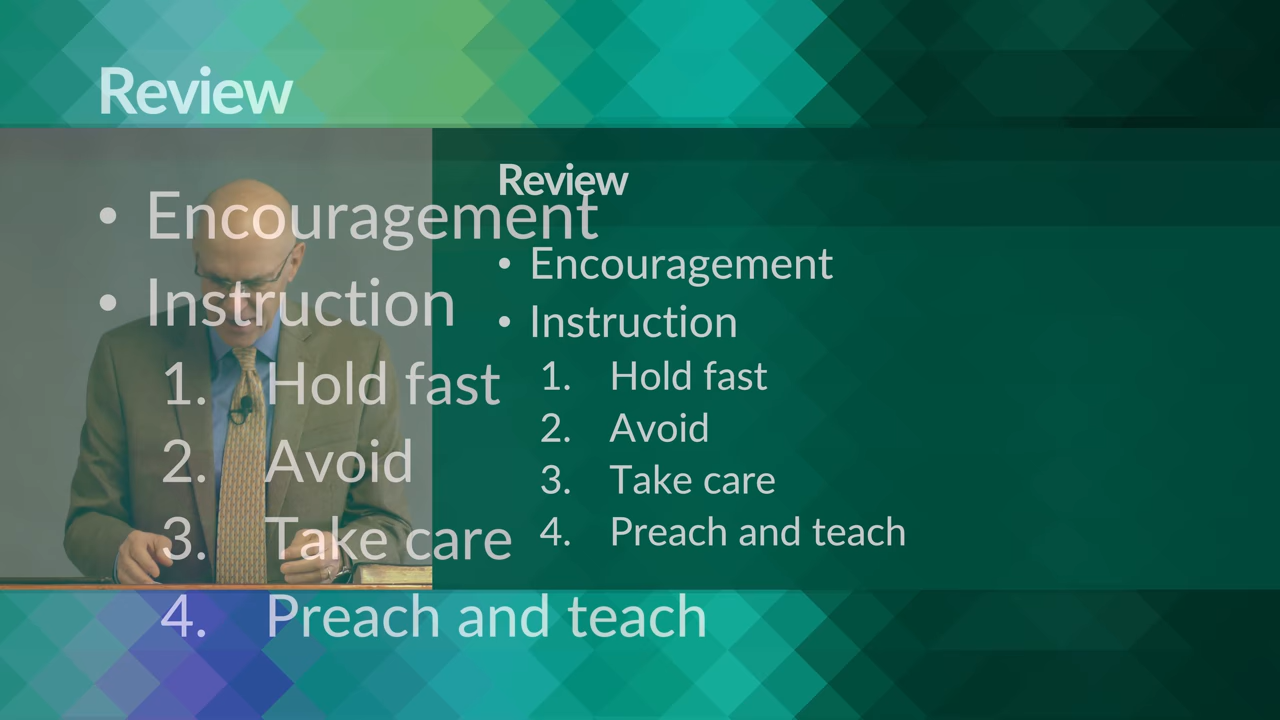 Review
• Encouragement
• Instruction
1. Hold fast
2. Avoid
3. Take care
4. Preach and teach
Review
• Encouragement
• Instruction
1. Hold fast
2. Avoid
3. Take care
4. Preach and teach